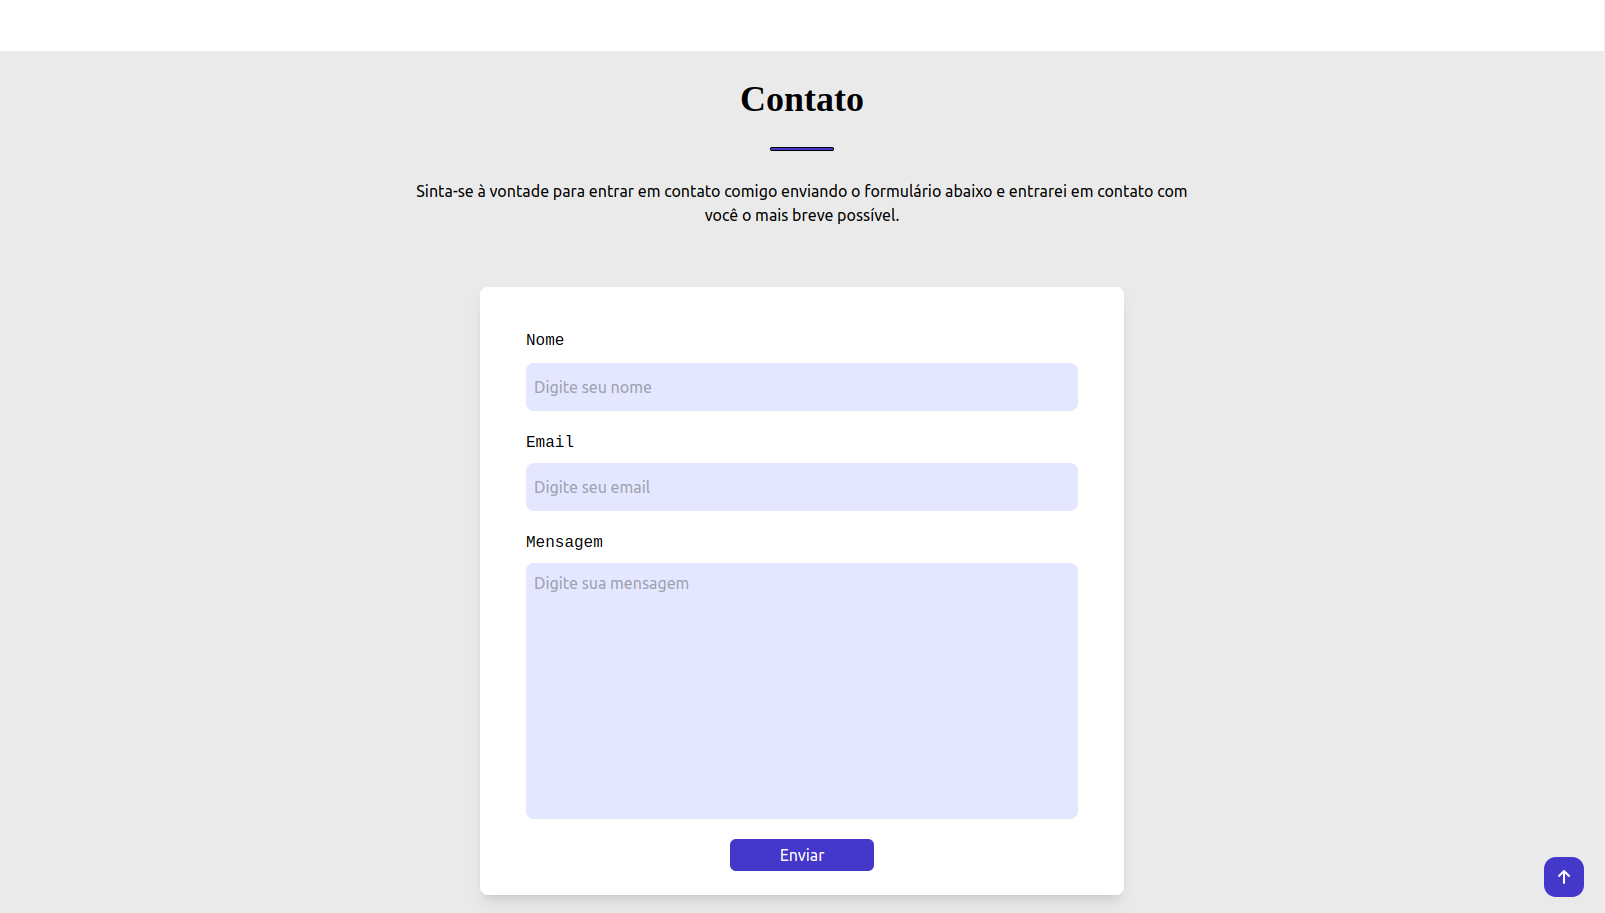 Contato
Sinta-se à vontade para entrar em contato comigo enviando o formulário abaixo e entrarei em contato com
você o mais breve possível.
Nome
Digite seu nome
Email
Digite seu email
Mensagem
Digite sua mensagem
Enviar